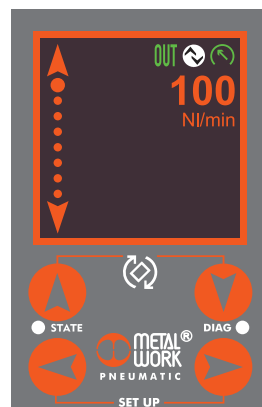 OUT
100
Nl/min
STATE
DIAG
METAL®
WORK
PNEUMATIC
SET UP